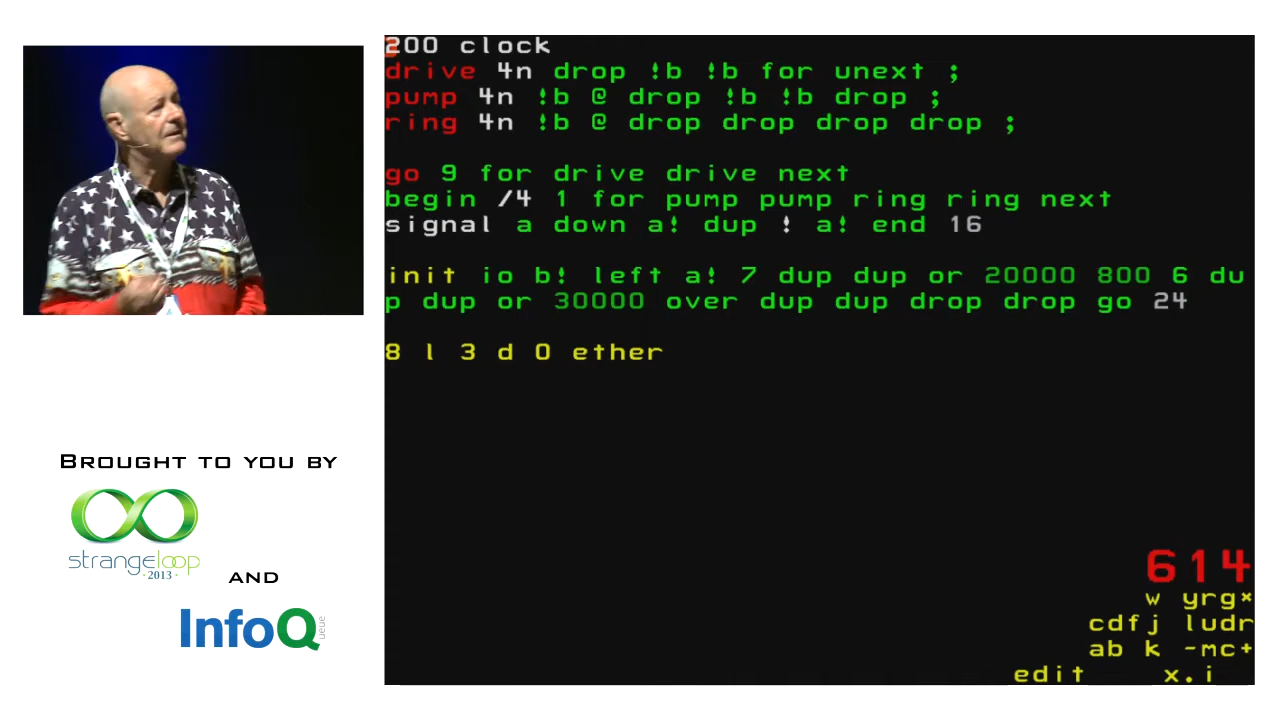 200 clock
drive 4n drop !b !b for unext ;
pump 4n !b @ drop !b !b drop ;
ring 4n !b @ drop drop drop drop ;
go 9 for drive drive next
begin /4 1 for pump pump ring ring next
signal a down a! dup ! a! end 16
init io b! left a! 7 dup dup or 20000 800 6 du
p dup or 30000 over dup dup drop drop go 24
8 l 3 d 0 ether
614
w yrg*
cdfj ludr
ab k -mc+
edit x.i
BROUGHT TO YOU BY
strangeloop
·2013·
AND
InfoQ
ueue